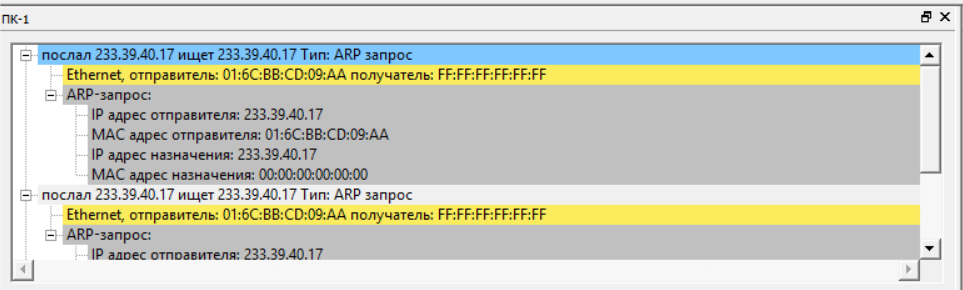 ПК-1
послал 233.39.40.17 ищет 233.39.40.17 Тип: ARP запрос
Ethernet, отправитель: 01:6C:BB:CD:09:AA получатель: FF:FF:FF:FF:FF:FF
ARP-запрос:
IP адрес отправителя: 233.39.40.17
MAC адрес отправителя: 01:6C:BB:CD:09:AA
IP адрес назначения: 233.39.40.17
MAC адрес назначения: 00:00:00:00:00:00
послал 233.39.40.17 ищет 233.39.40.17 Тип: ARP запрос
Ethernet, отправитель: 01:6C:BB:CD:09:AA получатель: FF:FF:FF:FF:FF:FF
ARP-запрос:
IP адрес отправителя: 233.39.40.17